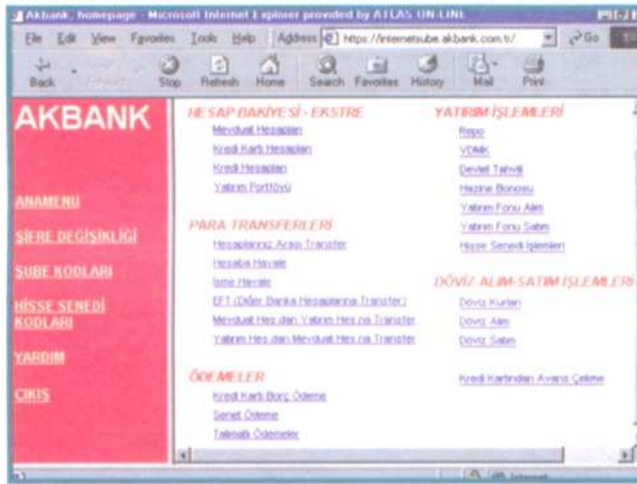 Akbank, homepage - Microsoft Internet Explorer provided by ATLAS ON-LINE
File Edit View Favorites Tools Help Address https://internetsube.akbank.com.tr/ Go
Back Forward Stop Refresh Home Search Favorites History Mail Print
AKBANK
ANAMENU
ŞİFRE DEĞİŞİKLİĞİ
ŞUBE KODLARI
HİSSE SENEDİ
KODLARI
YARDIM
ÇIKIŞ
HESAP BAKİYESİ - EKSTRE
Mevduat Hesapları
Kredi Kartı Hesapları
Kredi Hesapları
Yatırım Portföyü
PARA TRANSFERLERİ
Hesaplarınız Arası Transfer
Hesaba Havale
İsme Havale
EFT (Diğer Banka Hesaplarına Transfer)
Mevduat Hes.dan Yatırım Hes.na Transfer
Yatırım Hes.dan Mevduat Hes.na Transfer
ÖDEMELER
Kredi Kartı Borç Ödeme
Senet Ödeme
Talimatlı Ödemeler
YATIRIM İŞLEMLERİ
Repo
VDMK
Devlet Tahvili
Hazine Bonosu
Yatırım Fonu Alım
Yatırım Fonu Satım
Hisse Senedi İşlemleri
DÖVİZ ALIM-SATIM İŞLEMLERİ
Döviz Kurları
Döviz Alım
Döviz Satım
Kredi Kartından Avans Çekme
Internet